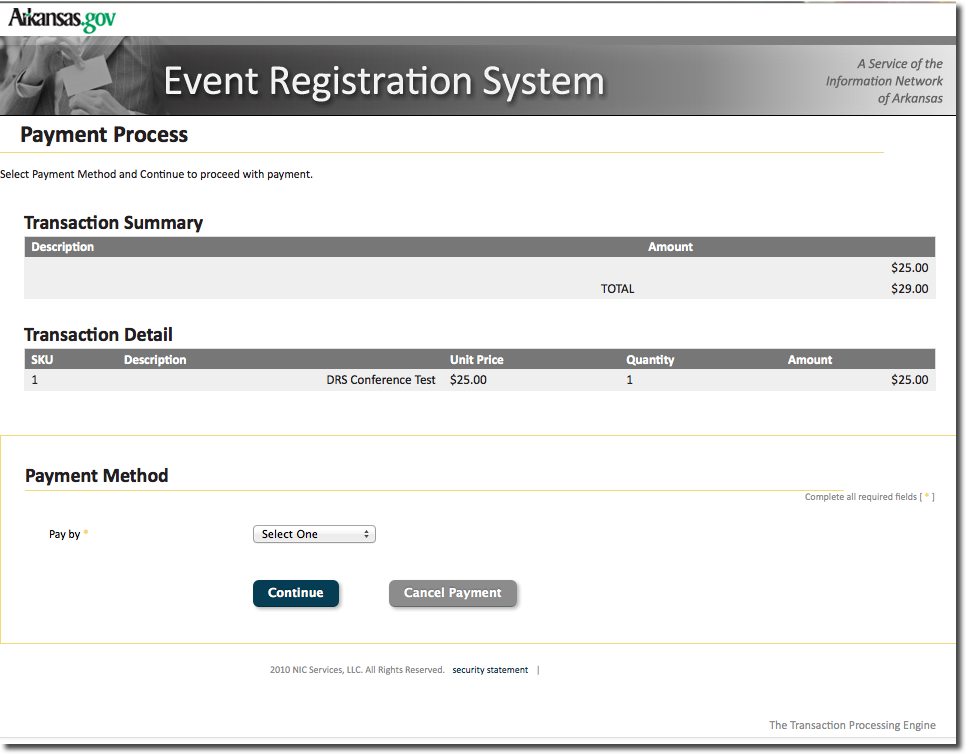 Arkansas.gov
Event Registration System
A Service of the
Information Network
of Arkansas
Payment Process
Select Payment Method and Continue to proceed with payment.
Transaction Summary
Description Amount
$25.00
TOTAL $29.00
Transaction Detail
SKU Description Unit Price Quantity Amount
1 DRS Conference Test $25.00 1 $25.00
Payment Method
Complete all required fields [ * ]
Pay by * Select One
Continue Cancel Payment
2010 NIC Services, LLC. All Rights Reserved. security statement |
The Transaction Processing Engine